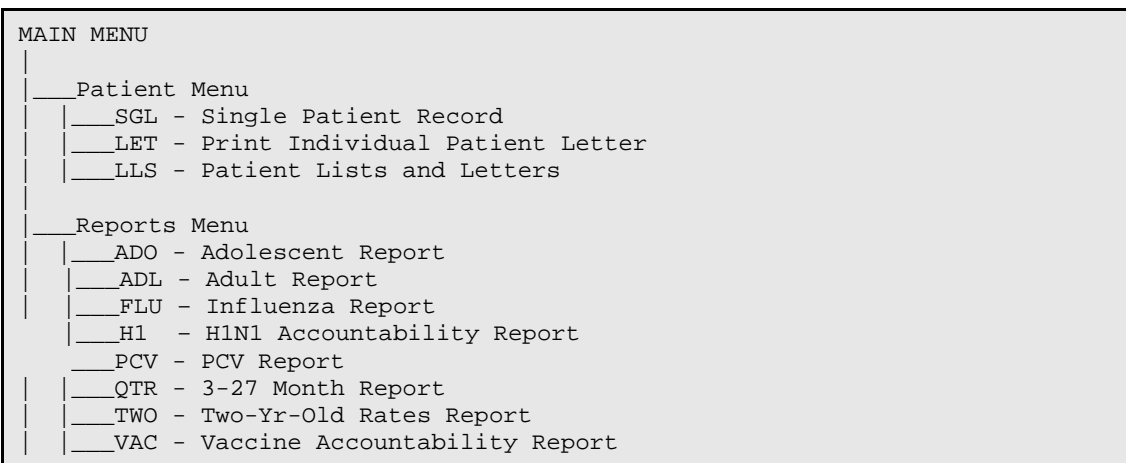 MAIN MENU
|
|___Patient Menu
|  |___SGL - Single Patient Record
|  |___LET - Print Individual Patient Letter
|  |___LLS - Patient Lists and Letters
|
|___Reports Menu
|  |___ADO - Adolescent Report
|  |___ADL - Adult Report
|  |___FLU – Influenza Report
   |___H1  – H1N1 Accountability Report
    ___PCV - PCV Report
|  |___QTR - 3-27 Month Report
|  |___TWO - Two-Yr-Old Rates Report
|  |___VAC - Vaccine Accountability Report